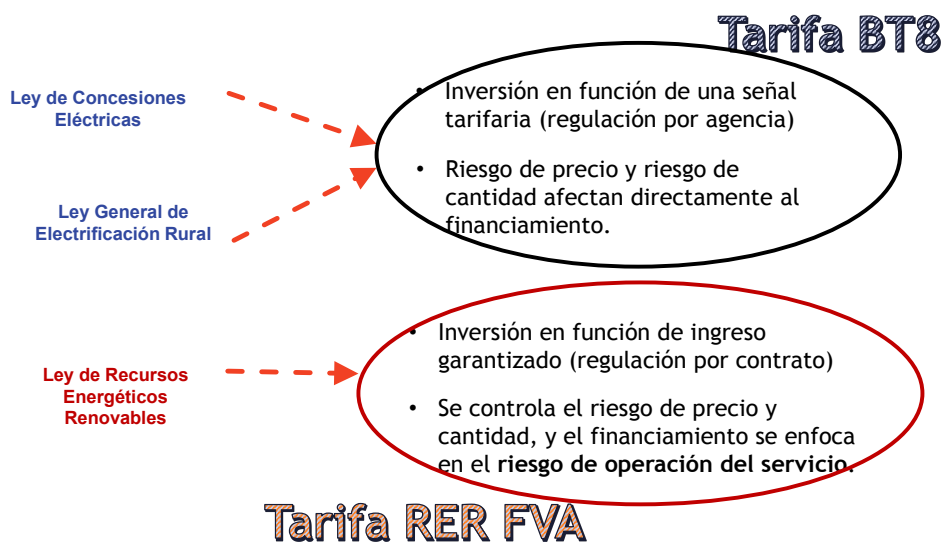 Tarifa BT8
Ley de Concesiones
Eléctricas
• Inversión en función de una señal
tarifaria (regulación por agencia)
• Riesgo de precio y riesgo de
cantidad afectan directamente al
financiamiento.
Ley General de
Electrificación Rural
• Inversión en función de ingreso
garantizado (regulación por contrato)
Ley de Recursos
Energéticos
Renovables
• Se controla el riesgo de precio y
cantidad, y el financiamiento se enfoca
en el riesgo de operación del servicio.
Tarifa RER FVA